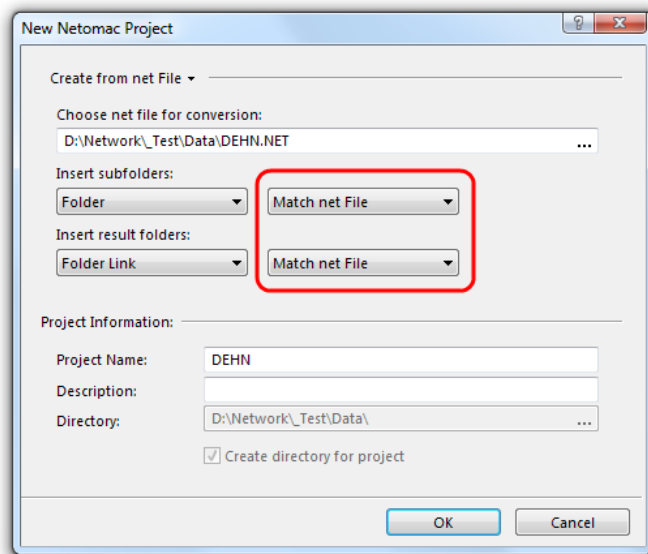 New Netomac Project
Create from net File
Choose net file for conversion:
D:\Network\_Test\Data\DEHN.NET ...
Insert subfolders:
Folder Match net File
Insert result folders:
Folder Link Match net File
Project Information:
Project Name: DEHN
Description:
Directory: D:\Network\_Test\Data\ ...
Create directory for project
OK Cancel